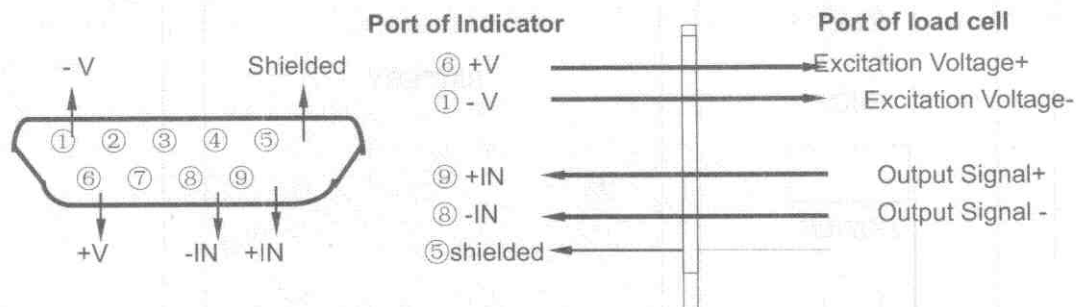 Port of Indicator
Port of load cell
- V
Shielded
⑥ +V
Excitation Voltage+
① - V
Excitation Voltage-
① ② ③ ④ ⑤
⑥ ⑦ ⑧ ⑨
⑨ +IN
Output Signal+
⑧ -IN
Output Signal -
+V
-IN
+IN
⑤shielded